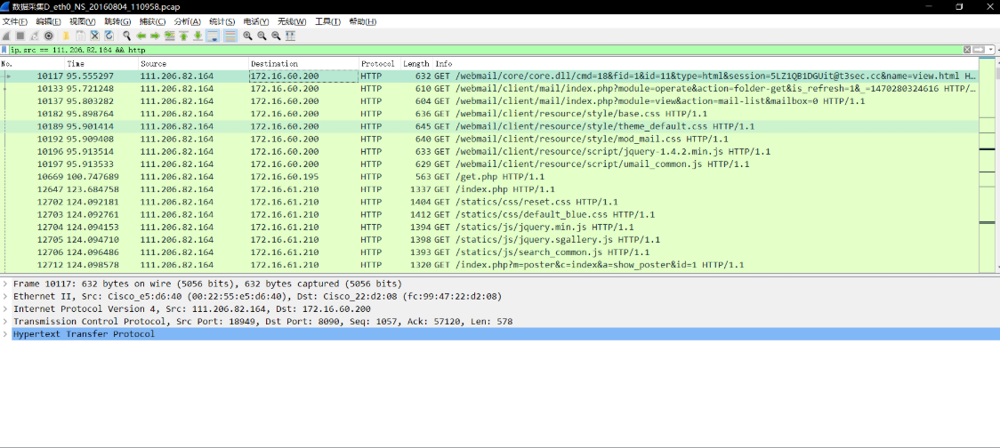 数据采集D_eth0_NS_20160804_110958.pcap
文件(F) 编辑(E) 视图(V) 跳转(G) 捕获(C) 分析(A) 统计(S) 电话(Y) 无线(W) 工具(T) 帮助(H)
ip.src == 111.206.82.164 && http
No. Time Source Destination Protocol Length Info
10117 95.555297 111.206.82.164 172.16.60.200 HTTP 632 GET /webmail/core/core.dll/cmd=18&fid=1&id=11&type=html&session=5LZ1QB1DGUit@t3sec.cc&name=view.html H…
10133 95.721248 111.206.82.164 172.16.60.200 HTTP 610 GET /webmail/client/mail/index.php?module=operate&action=folder-get&is_refresh=1&_=1470280324616 HTTP/…
10137 95.803282 111.206.82.164 172.16.60.200 HTTP 604 GET /webmail/client/mail/index.php?module=view&action=mail-list&mailbox=0 HTTP/1.1
10182 95.898764 111.206.82.164 172.16.60.200 HTTP 636 GET /webmail/client/resource/style/base.css HTTP/1.1
10189 95.901414 111.206.82.164 172.16.60.200 HTTP 645 GET /webmail/client/resource/style/theme_default.css HTTP/1.1
10192 95.909408 111.206.82.164 172.16.60.200 HTTP 640 GET /webmail/client/resource/style/mod_mail.css HTTP/1.1
10196 95.913514 111.206.82.164 172.16.60.200 HTTP 633 GET /webmail/client/resource/script/jquery-1.4.2.min.js HTTP/1.1
10197 95.913533 111.206.82.164 172.16.60.200 HTTP 629 GET /webmail/client/resource/script/umail_common.js HTTP/1.1
10669 100.747689 111.206.82.164 172.16.60.195 HTTP 563 GET /get.php HTTP/1.1
12647 123.684758 111.206.82.164 172.16.61.210 HTTP 1337 GET /index.php HTTP/1.1
12702 124.092181 111.206.82.164 172.16.61.210 HTTP 1404 GET /statics/css/reset.css HTTP/1.1
12703 124.092761 111.206.82.164 172.16.61.210 HTTP 1412 GET /statics/css/default_blue.css HTTP/1.1
12704 124.094153 111.206.82.164 172.16.61.210 HTTP 1394 GET /statics/js/jquery.min.js HTTP/1.1
12705 124.094710 111.206.82.164 172.16.61.210 HTTP 1398 GET /statics/js/jquery.sgallery.js HTTP/1.1
12706 124.096486 111.206.82.164 172.16.61.210 HTTP 1393 GET /statics/js/search_common.js HTTP/1.1
12712 124.098578 111.206.82.164 172.16.61.210 HTTP 1320 GET /index.php?m=poster&c=index&a=show_poster&id=1 HTTP/1.1
Frame 10117: 632 bytes on wire (5056 bits), 632 bytes captured (5056 bits)
Ethernet II, Src: Cisco_e5:d6:40 (00:22:55:e5:d6:40), Dst: Cisco_22:d2:08 (fc:99:47:22:d2:08)
Internet Protocol Version 4, Src: 111.206.82.164, Dst: 172.16.60.200
Transmission Control Protocol, Src Port: 18949, Dst Port: 8090, Seq: 1057, Ack: 57120, Len: 578
Hypertext Transfer Protocol